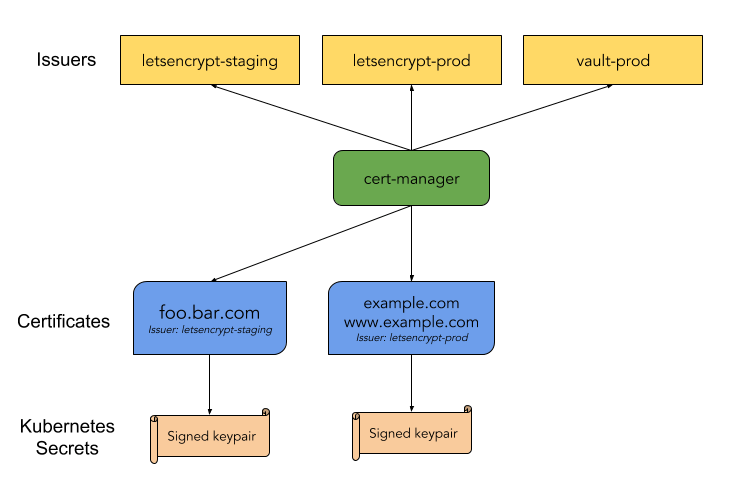 Issuers
letsencrypt-staging
letsencrypt-prod
vault-prod
cert-manager
Certificates
foo.bar.com
Issuer: letsencrypt-staging
example.com
www.example.com
Issuer: letsencrypt-prod
Kubernetes
Secrets
Signed keypair
Signed keypair